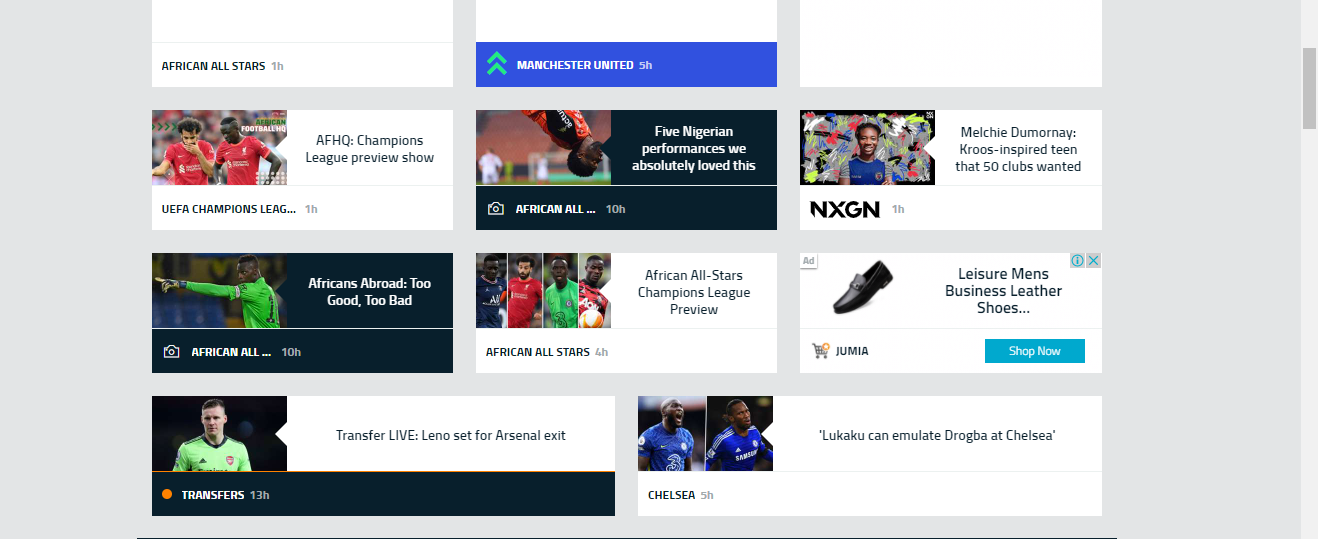 AFRICAN ALL STARS 1h
MANCHESTER UNITED 5h
AFRICAN
FOOTBALL HQ
AFHQ: Champions
League preview show
UEFA CHAMPIONS LEAG... 1h
Five Nigerian
performances we
absolutely loved this
AFRICAN ALL ... 10h
Melchie Dumornay:
Kroos-inspired teen
that 50 clubs wanted
NXGN 1h
Africans Abroad: Too
Good, Too Bad
AFRICAN ALL ... 10h
African All-Stars
Champions League
Preview
AFRICAN ALL STARS 4h
Ad
Leisure Mens
Business Leather
Shoes...
JUMIA
Shop Now
Transfer LIVE: Leno set for Arsenal exit
TRANSFERS 13h
SAMSUNG
'Lukaku can emulate Drogba at Chelsea'
CHELSEA 5h